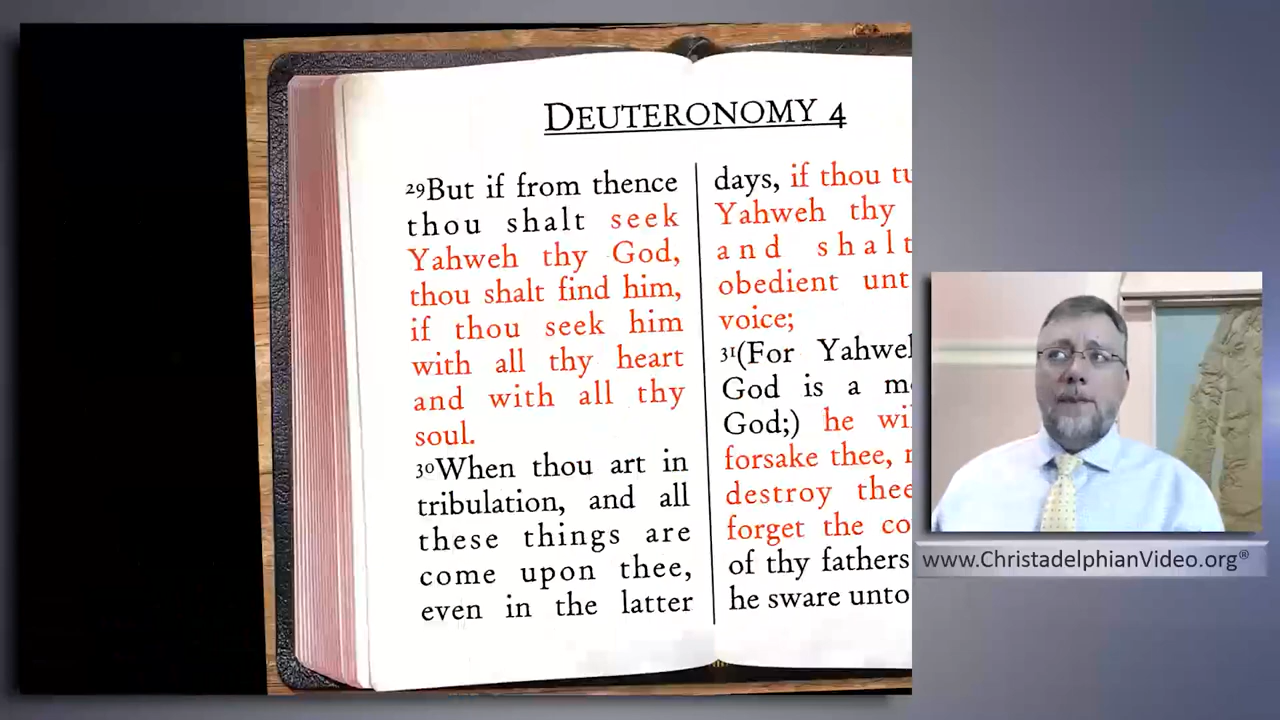 DEUTERONOMY 4
29But if from thence
thou shalt seek
Yahweh thy God,
thou shalt find him,
if thou seek him
with all thy heart
and with all thy
soul.
30When thou art in
tribulation, and all
these things are
come upon thee,
even in the latter
days, if thou
Yahweh thy
and shalt
obedient
voice;
31(For
God is a
God;) he
forsake thee,
destroy
forget the
of thy fathers
he sware unto
www.ChristadelphianVideo.org®